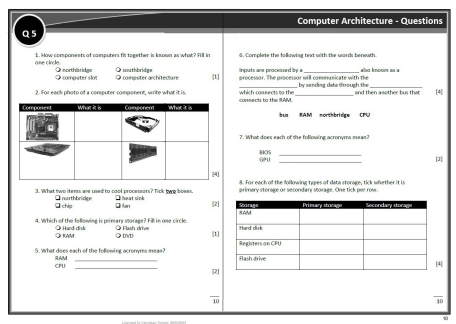 Computer Architecture - Questions
Q 5
1. How components of computers fit together is known as what? Fill in
one circle.
northbridge southbridge
computer slot computer architecture [1]
2. For each photo of a computer component, write what it is.
Component What it is Component What it is
[4]
3. What two items are used to cool processors? Tick two boxes.
northbridge heat sink
chip fan [2]
4. Which of the following is primary storage? Fill in one circle.
Hard disk Flash drive
RAM DVD [1]
5. What does each of the following acronyms mean?
RAM
CPU
[2]
10
6. Complete the following text with the words beneath.
Inputs are processed by a ____________ also known as a
processor. The processor will communicate with the
____________ by sending data through the ____________
which connects to the ____________ and then another bus that [4]
connects to the RAM.
bus RAM northbridge CPU
7. What does each of the following acronyms mean?
BIOS
GPU [2]
8. For each of the following types of data storage, tick whether it is
primary storage or secondary storage. One tick per row.
Storage Primary storage Secondary storage
RAM
Hard disk
Registers on CPU
Flash drive
[4]
10
10